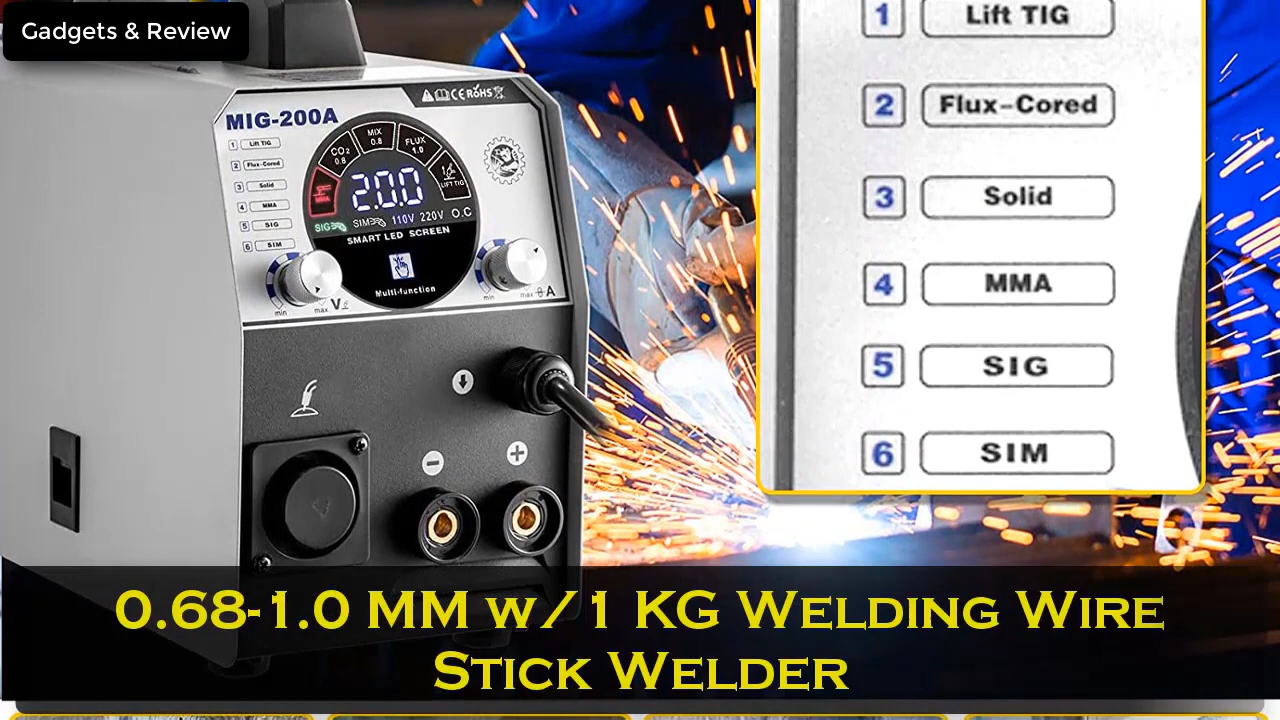 Gadgets & Review
CE RoHS
MIG-200A
1 Lift TIG
2 Flux-Cored
3 Solid
4 MMA
5 SIG
6 SIM
CO2
0.8
MIX
0.8
FLUX
1.0
LIFT TIG
MMA
200
SIG SIM 110V 220V O.C
SMART LED SCREEN
Multi-function
min
max
V
min
max
A
- +
1 Lift TIG
2 Flux-Cored
3 Solid
4 MMA
5 SIG
6 SIM
0.68-1.0 MM w/1 KG Welding Wire
Stick Welder